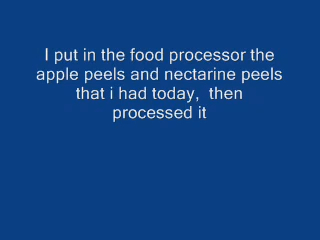 I put in the food processor the
apple peels and nectarine peels
that i had today,  then
processed it